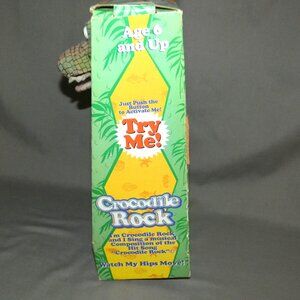 Age 6
and Up
Just Push the
Button
to Activate Me!
Try
Me!
Crocodile
Rock
I'm Crocodile Rock
and I Sing a musical
Composition of the
Hit Song
"Crocodile Rock"
Watch My Hips Move!!